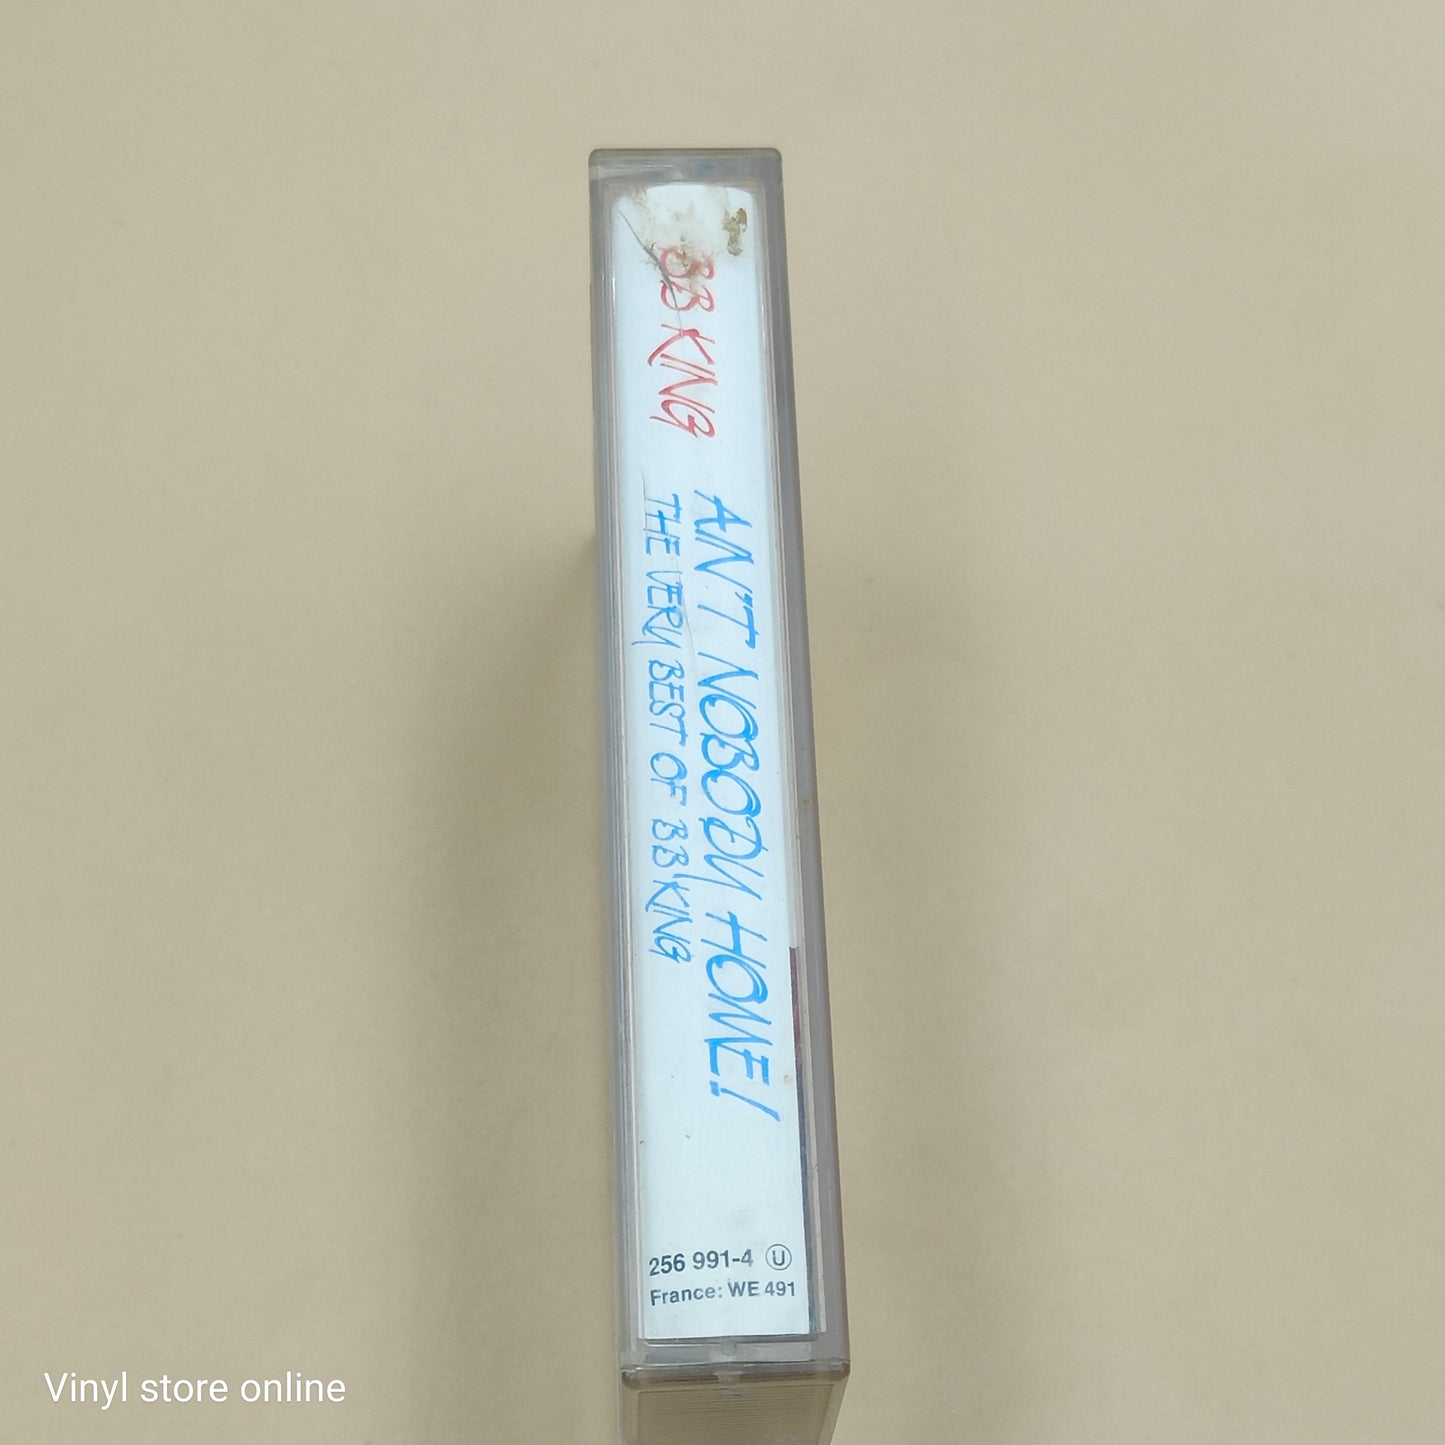 BB KING
AN'T NOBODY HOME!
THE VERY BEST OF BB KING
256 991-4 Ⓤ
France: WE 491
Vinyl store online